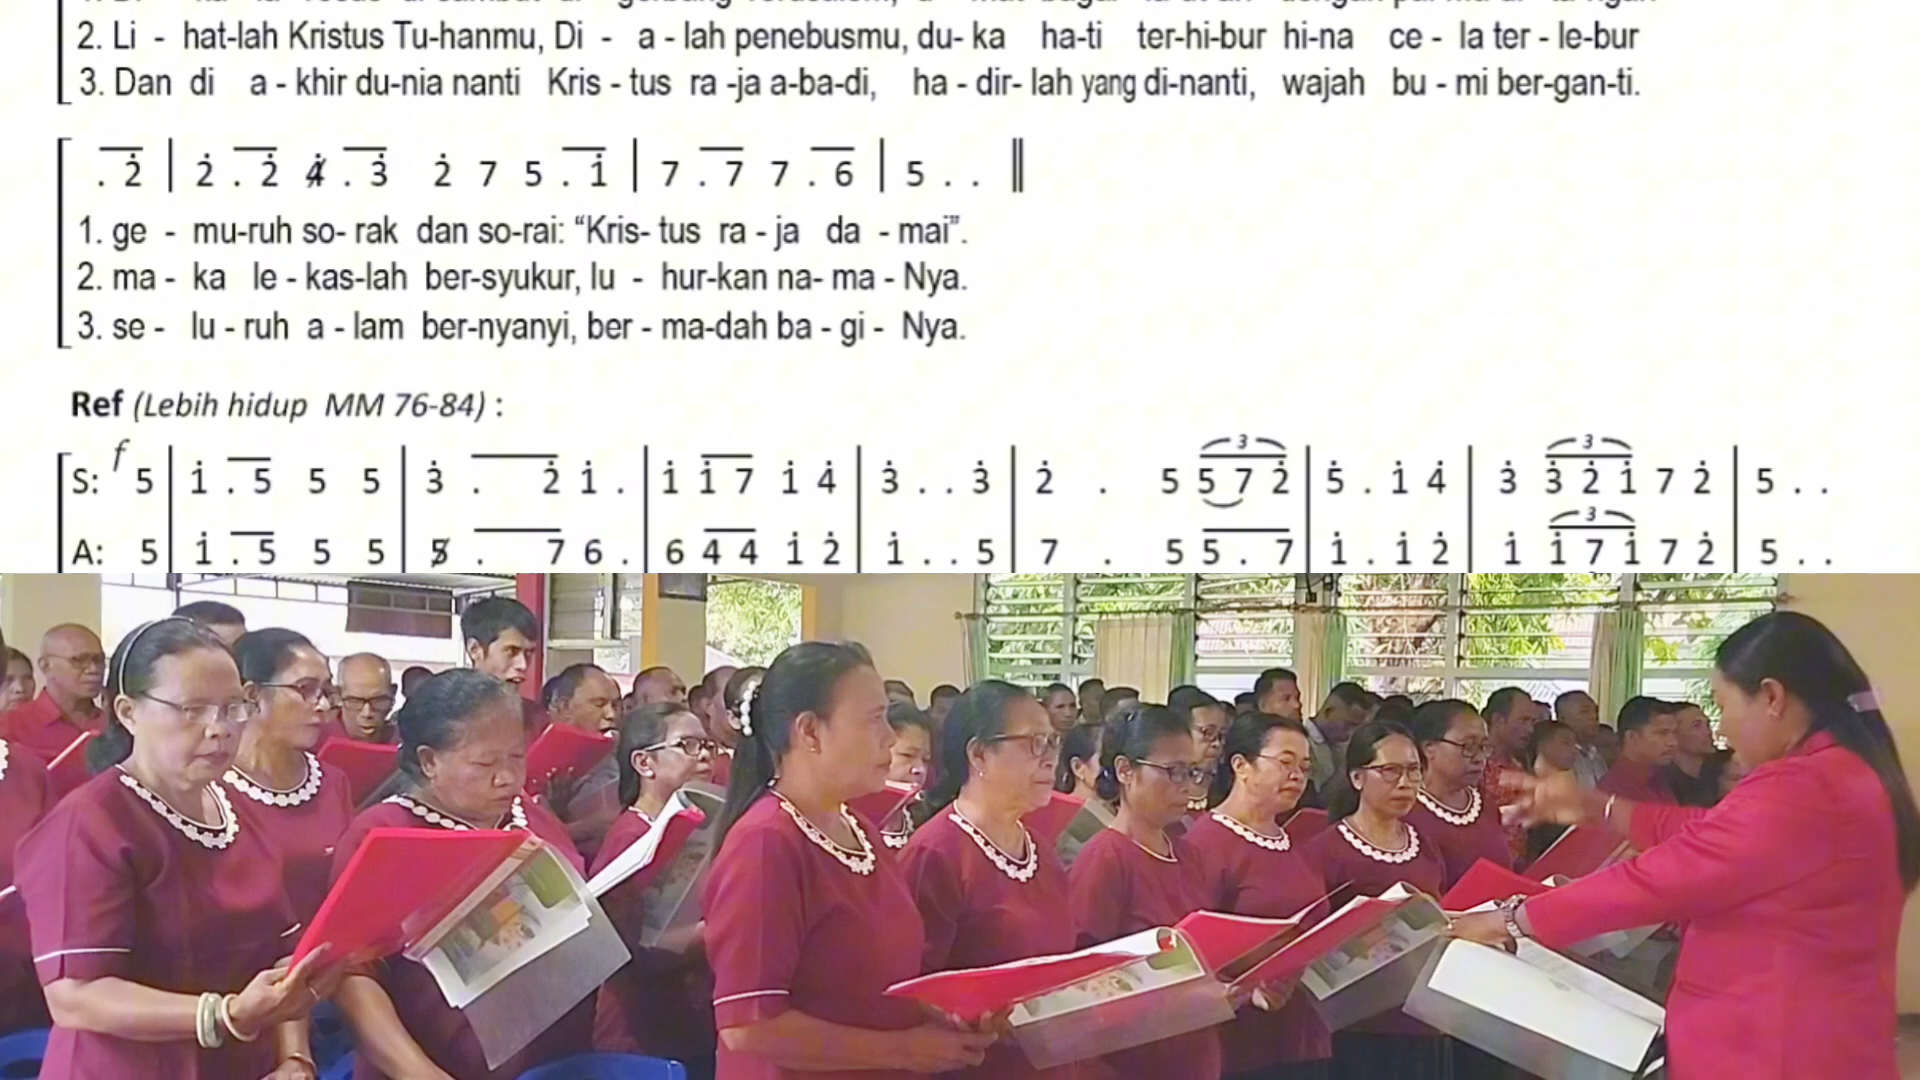 2. Li - hat-lah Kristus Tu-hanmu, Di - a - lah penebusmu, du- ka ha-ti ter-hi-bur hi-na ce - la ter - le-bur
3. Dan di a - khir du-nia nanti Kris - tus ra -ja a-ba-di, ha - dir- lah yang di-nanti, wajah bu - mi ber-gan-ti.
. 2̇ | 2̇ . 2̇ 4̸̇ . 3̇ 2̇ 7 5 . 1̇ | 7 . 7 7 . 6 | 5 . . ||
1. ge - mu-ruh so- rak dan so-rai: “Kris- tus ra - ja da - mai”.
2. ma - ka le - kas-lah ber-syukur, lu - hur-kan na- ma - Nya.
3. se - lu - ruh a - lam ber-nyanyi, ber - ma-dah ba - gi - Nya.
Ref (Lebih hidup MM 76-84) :
f
S: 5 | 1̇ . 5 5 5 | 3̇ . 2̇ 1̇ . | 1̇ 1̇ 7 1̇ 4̇ | 3̇ . . 3̇ | 2̇ . 5 5 7 2̇ | 5̇ . 1̇ 4̇ | 3̇ 3̇ 2̇ 1̇ 7 2̇ | 5 . .
A: 5 | 1̇ . 5 5 5 | 5̸ . 7 6 . | 6 4 4 1̇ 2̇ | 1̇ . . 5 | 7 . 5 5 . 7 | 1̇ . 1̇ 2̇ | 1̇ 1̇ 7 1̇ 7 2̇ | 5 . .